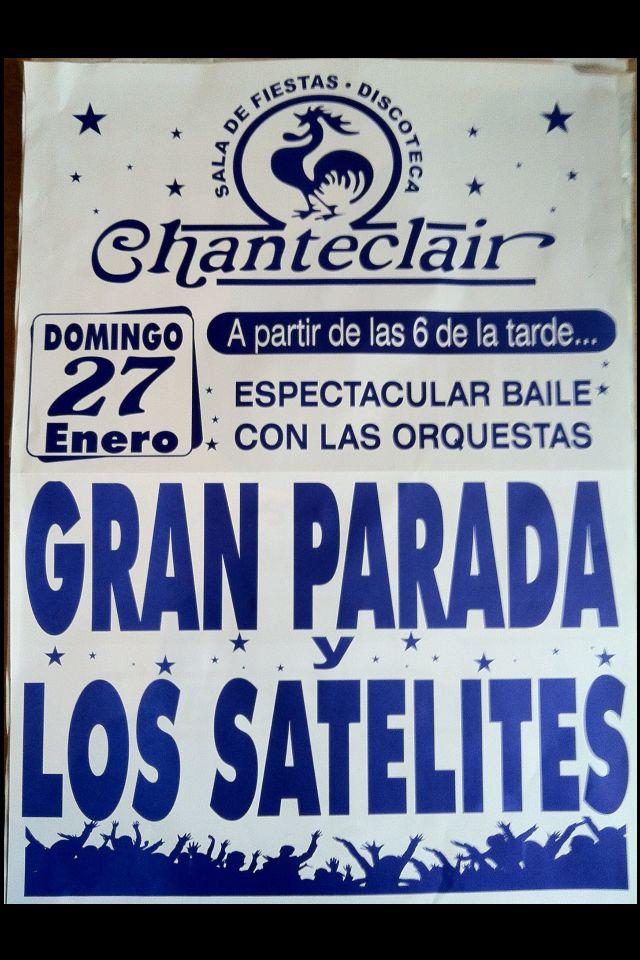 SALA DE FIESTAS • DISCOTECA
Chanteclair
DOMINGO
27
Enero
A partir de las 6 de la tarde...
ESPECTACULAR BAILE
CON LAS ORQUESTAS
GRAN PARADA
y
LOS SATELITES